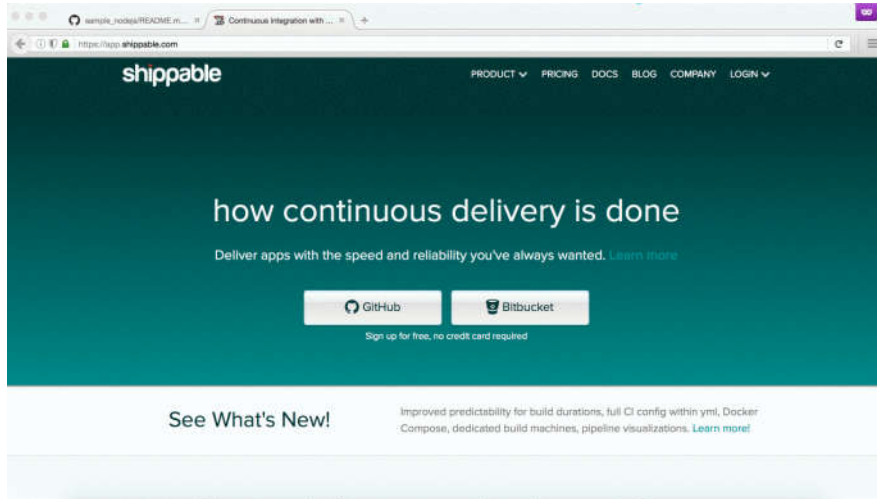 sample_nodejs/README.m...
Continuous Integration with ...
https://app.shippable.com
shippable
PRODUCT PRICING DOCS BLOG COMPANY LOGIN
how continuous delivery is done
Deliver apps with the speed and reliability you've always wanted. Learn more
GitHub
Bitbucket
Sign up for free, no credit card required
See What's New!
Improved predictability for build durations, full CI config within yml, Docker
Compose, dedicated build machines, pipeline visualizations. Learn more!